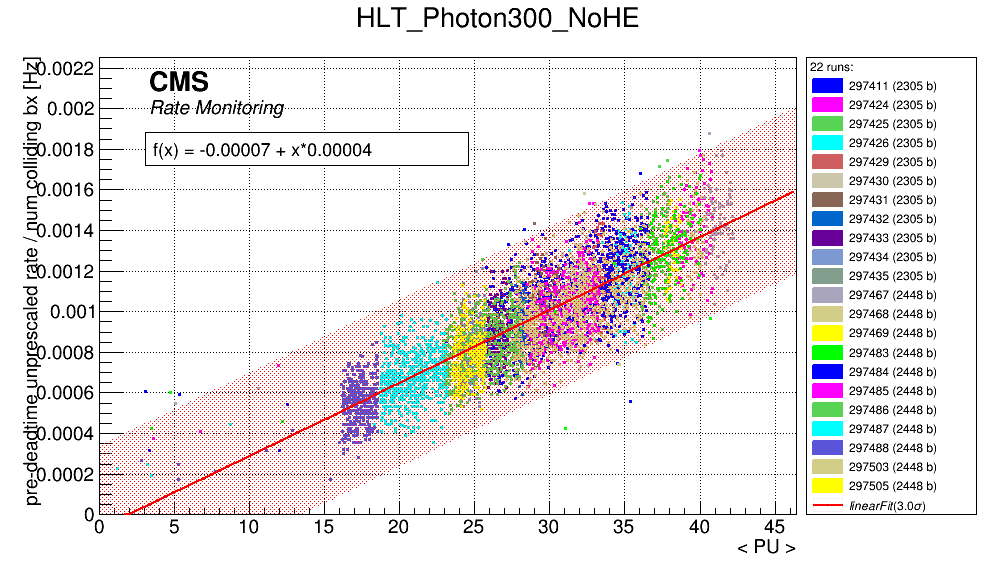 HLT_Photon300_NoHE
pre-deadtime unprescaled rate / num colliding bx [Hz]
0.0022
0.002
0.0018
0.0016
0.0014
0.0012
0.001
0.0008
0.0006
0.0004
0.0002
0
CMS
Rate Monitoring
f(x) = -0.00007 + x*0.00004
0 5 10 15 20 25 30 35 40 45
< PU >
22 runs:
297411 (2305 b)
297424 (2305 b)
297425 (2305 b)
297426 (2305 b)
297429 (2305 b)
297430 (2305 b)
297431 (2305 b)
297432 (2305 b)
297433 (2305 b)
297434 (2305 b)
297435 (2305 b)
297467 (2448 b)
297468 (2448 b)
297469 (2448 b)
297483 (2448 b)
297484 (2448 b)
297485 (2448 b)
297486 (2448 b)
297487 (2448 b)
297488 (2448 b)
297503 (2448 b)
297505 (2448 b)
linearFit(3.0σ)